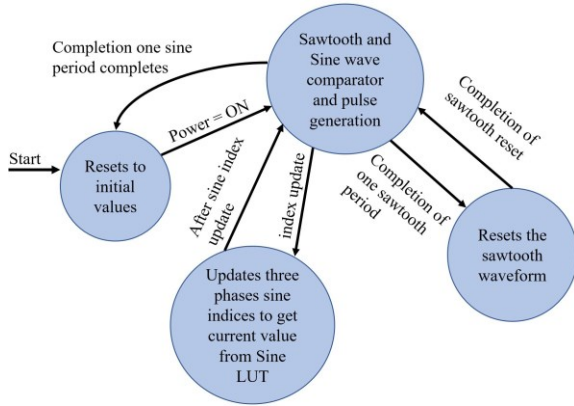 Completion one sine
period completes
Sawtooth and
Sine wave
comparator
and pulse
generation
Completion of
sawtooth reset
Power = ON
Start
Resets to
initial
values
After sine index
update
index update
Completion of
one sawtooth
period
Resets the
sawtooth
waveform
Updates three
phases sine
indices to get
current value
from Sine
LUT